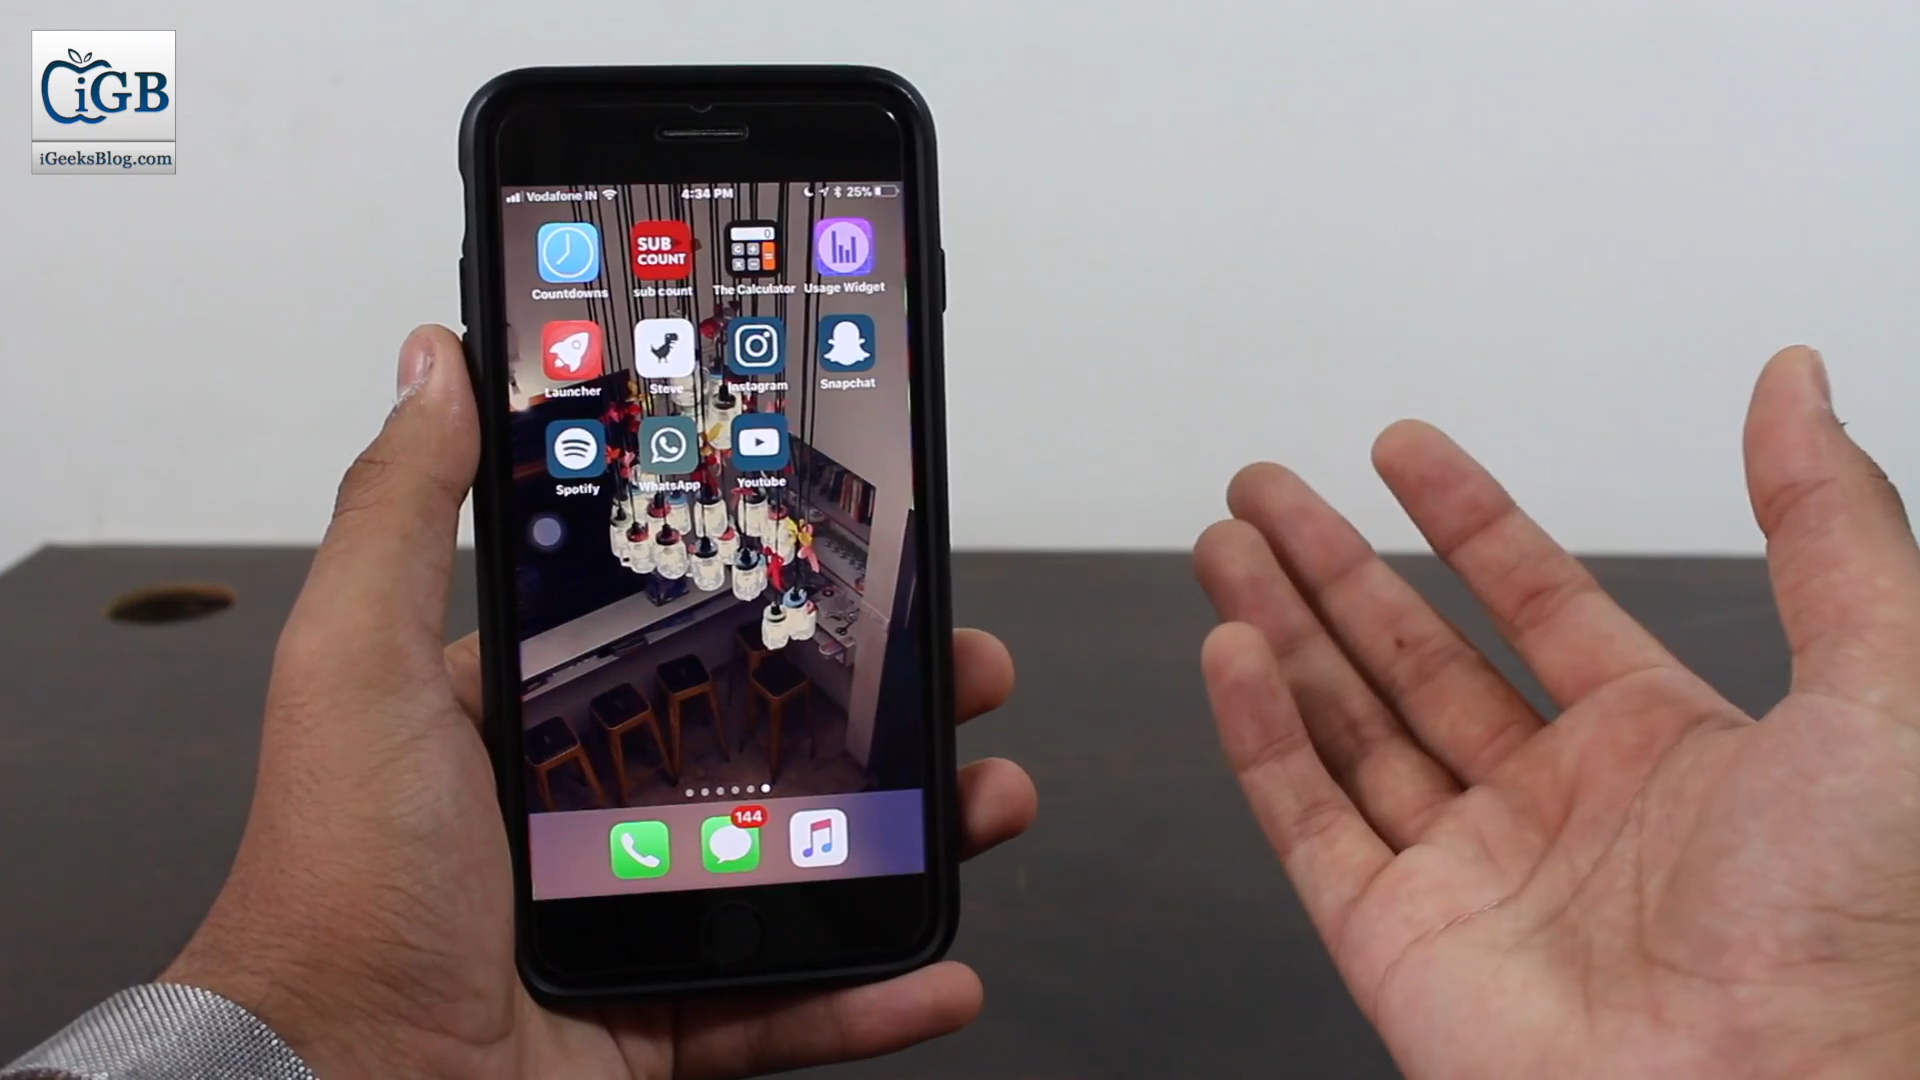 iGB
iGeeksBlog.com
Vodafone IN
4:34 PM
25%
SUB
COUNT
0
Countdowns
sub count
The Calculator
Usage Widget
Launcher
Steve
Instagram
Snapchat
Spotify
WhatsApp
Youtube
144